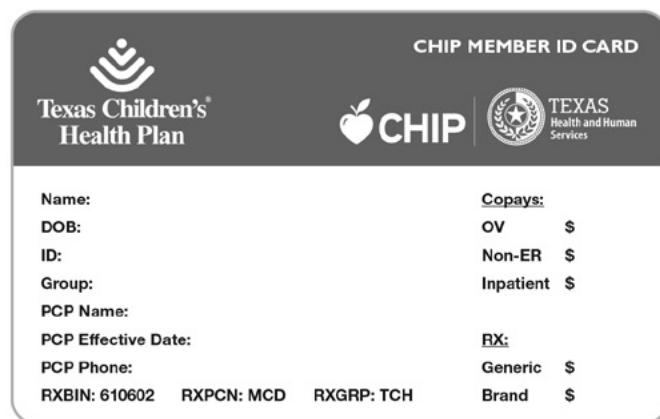 CHIP MEMBER ID CARD
Texas Children's®
Health Plan
CHIP
TEXAS
Health and Human
Services
Name:
DOB:
ID:
Group:
PCP Name:
PCP Effective Date:
PCP Phone:
RXBIN: 610602 RXPCN: MCD RXGRP: TCH
Copays:
OV $
Non-ER $
Inpatient $
RX:
Generic $
Brand $